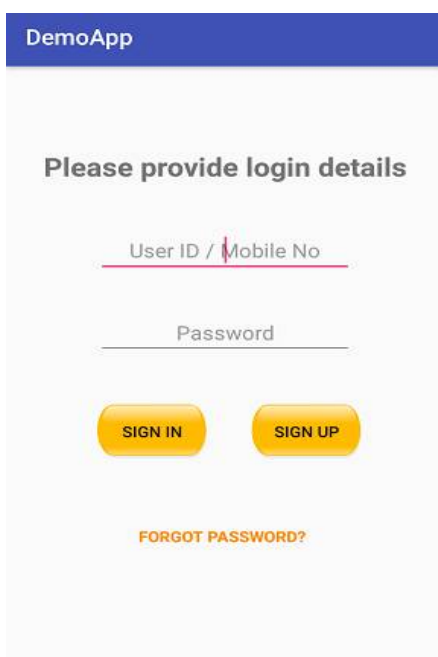 DemoApp
Please provide login details
User ID / Mobile No
Password
SIGN IN SIGN UP
FORGOT PASSWORD?